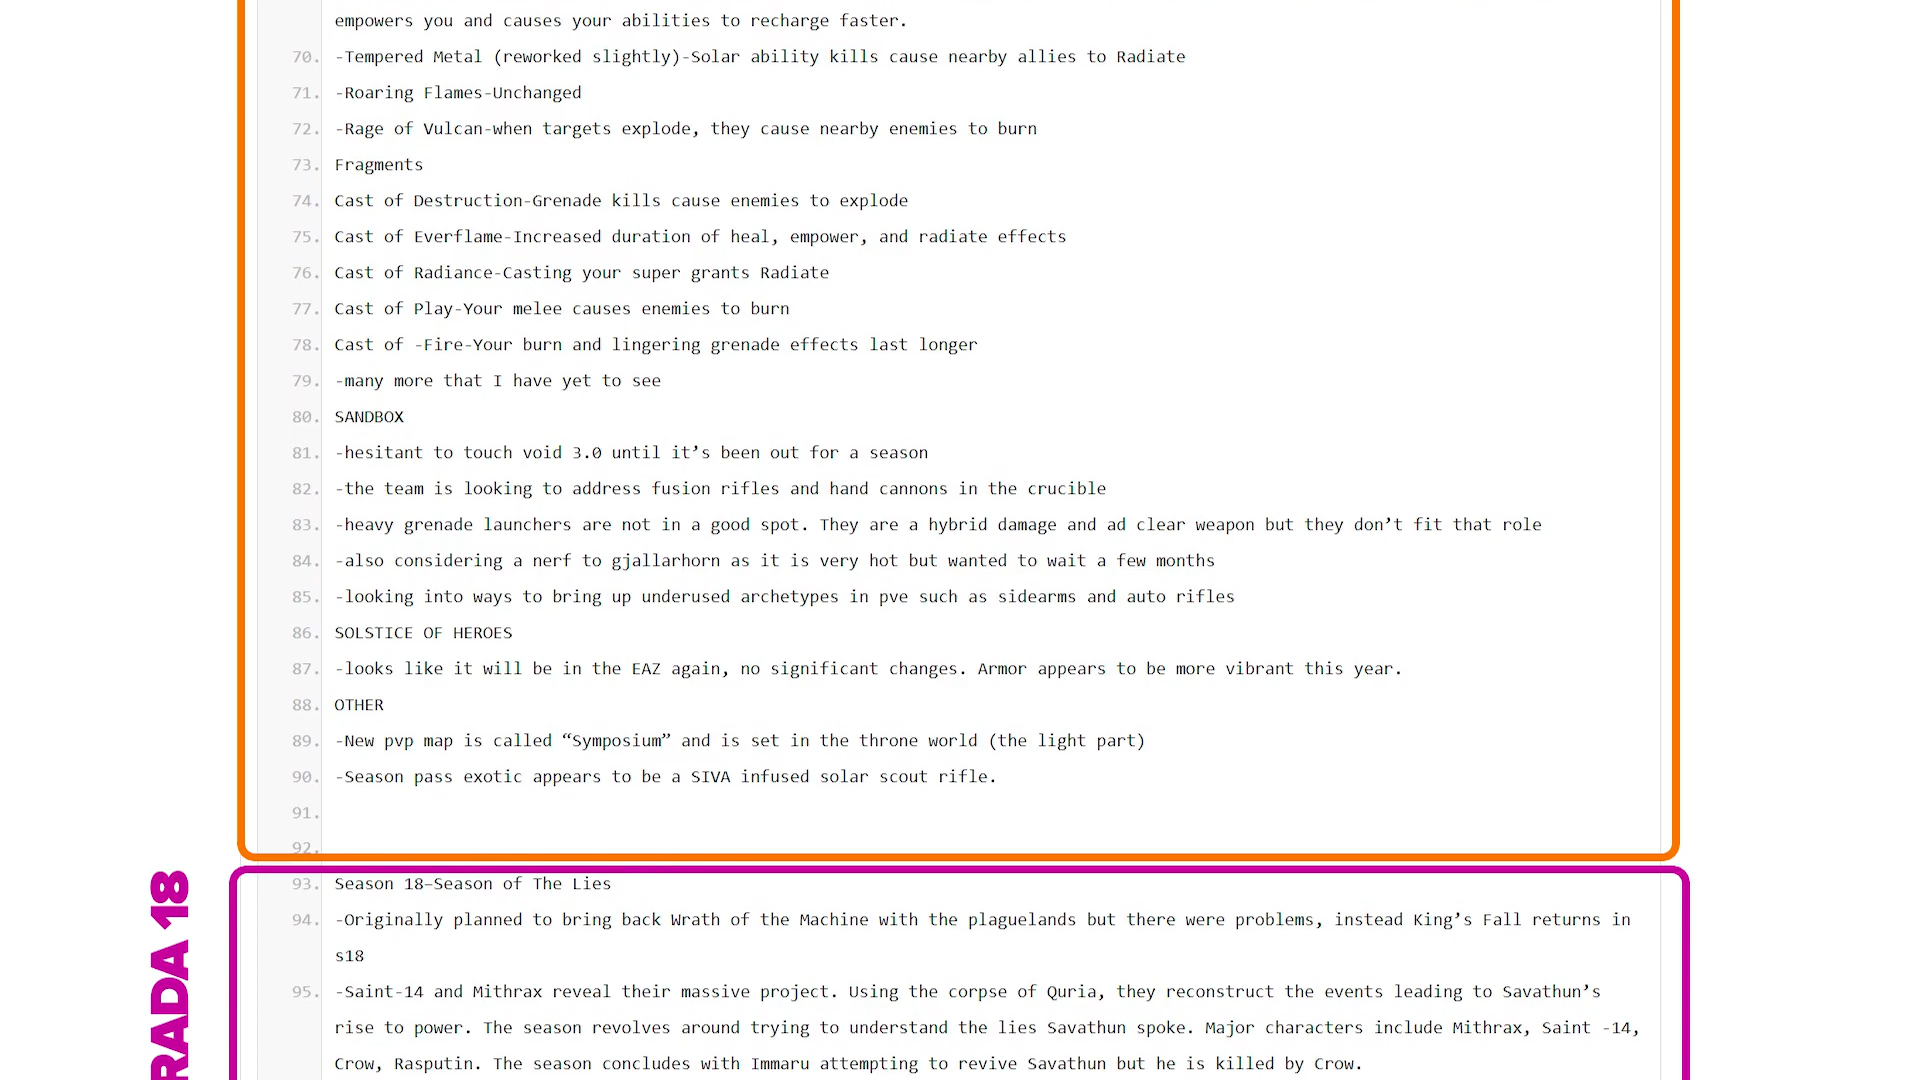 empowers you and causes your abilities to recharge faster.
70. -Tempered Metal (reworked slightly)-Solar ability kills cause nearby allies to Radiate
71. -Roaring Flames-Unchanged
72. -Rage of Vulcan-when targets explode, they cause nearby enemies to burn
73. Fragments
74. Cast of Destruction-Grenade kills cause enemies to explode
75. Cast of Everflame-Increased duration of heal, empower, and radiate effects
76. Cast of Radiance-Casting your super grants Radiate
77. Cast of Play-Your melee causes enemies to burn
78. Cast of -Fire-Your burn and lingering grenade effects last longer
79. -many more that I have yet to see
80. SANDBOX
81. -hesitant to touch void 3.0 until it’s been out for a season
82. -the team is looking to address fusion rifles and hand cannons in the crucible
83. -heavy grenade launchers are not in a good spot. They are a hybrid damage and ad clear weapon but they don’t fit that role
84. -also considering a nerf to gjallarhorn as it is very hot but wanted to wait a few months
85. -looking into ways to bring up underused archetypes in pve such as sidearms and auto rifles
86. SOLSTICE OF HEROES
87. -looks like it will be in the EAZ again, no significant changes. Armor appears to be more vibrant this year.
88. OTHER
89. -New pvp map is called “Symposium” and is set in the throne world (the light part)
90. -Season pass exotic appears to be a SIVA infused solar scout rifle.
91.
92.
93. Season 18–Season of The Lies
94. -Originally planned to bring back Wrath of the Machine with the plaguelands but there were problems, instead King’s Fall returns in
s18
95. -Saint-14 and Mithrax reveal their massive project. Using the corpse of Quria, they reconstruct the events leading to Savathun’s
rise to power. The season revolves around trying to understand the lies Savathun spoke. Major characters include Mithrax, Saint -14,
Crow, Rasputin. The season concludes with Immaru attempting to revive Savathun but he is killed by Crow.
RADA 18